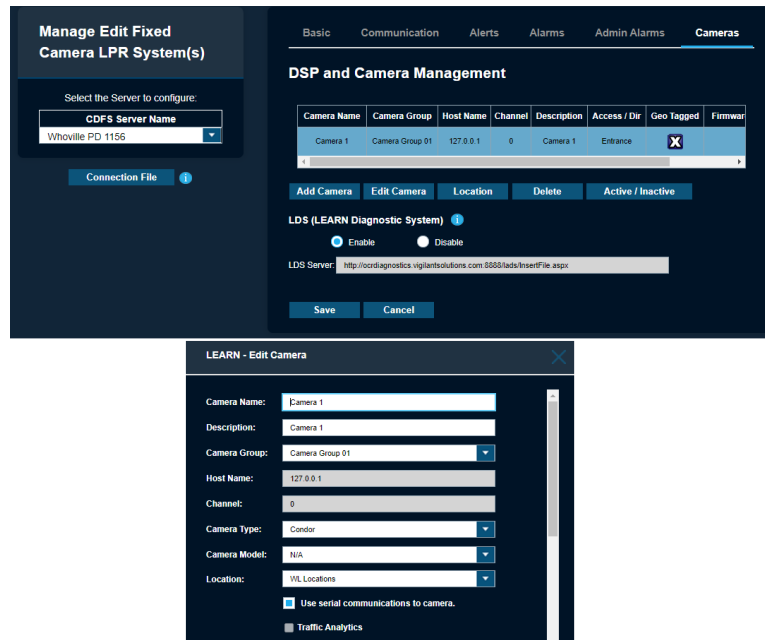 Manage Edit Fixed
Camera LPR System(s)
Select the Server to configure:
CDFS Server Name
Whoville PD 1156
Connection File
Basic Communication Alerts Alarms Admin Alarms Cameras
DSP and Camera Management
Camera Name Camera Group Host Name Channel Description Access / Dir Geo Tagged Firmwar
Camera 1 Camera Group 01 127.0.0.1 0 Camera 1 Entrance X
Add Camera Edit Camera Location Delete Active / Inactive
LDS (LEARN Diagnostic System)
Enable Disable
LDS Server: http://ocrdiagnostics.vigilantsolutions.com:8888/lads/InsertFile.aspx
Save Cancel
LEARN - Edit Camera
Camera Name: Camera 1
Description: Camera 1
Camera Group: Camera Group 01
Host Name: 127.0.0.1
Channel: 0
Camera Type: Condor
Camera Model: N/A
Location: WL Locations
Use serial communications to camera.
Traffic Analytics